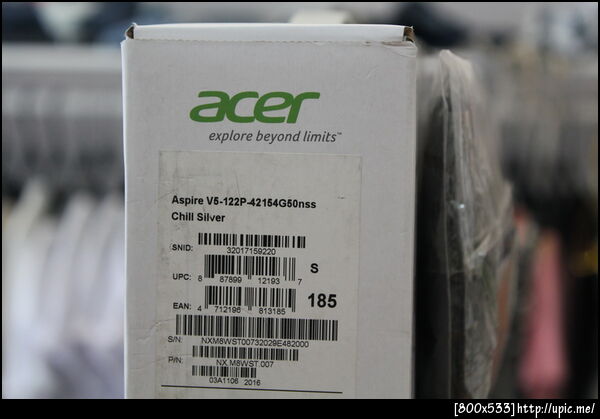 acer
explore beyond limits™
Aspire V5-122P-42154G50nss
Chill Silver
SNID: 32017159220
UPC: 8 87899 12193 7 S
EAN: 4 712196 813185 185
S/N: NXM8WST00732029E482000
P/N: NX.M8WST.007
03A1106 2016
[800x533]http://upic.me/